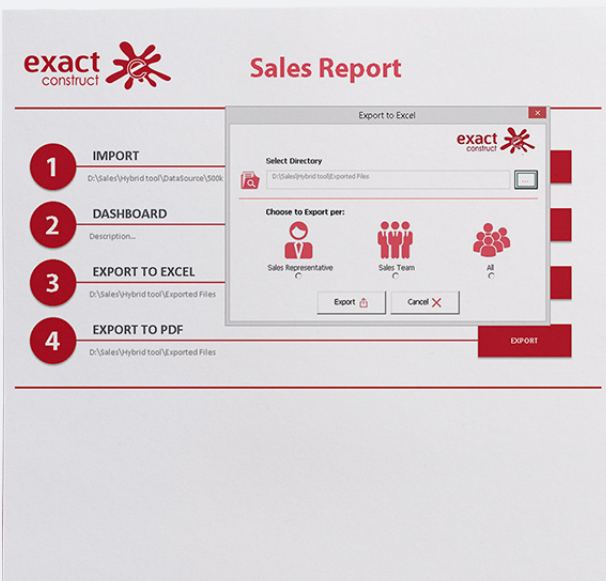 exact
construct
Sales Report
1
IMPORT
D:\Sales\Hybrid tool\DataSource\500k
2
DASHBOARD
Description...
3
EXPORT TO EXCEL
D:\Sales\Hybrid tool\Exported Files
4
EXPORT TO PDF
D:\Sales\Hybrid tool\Exported Files
EXPORT
Export to Excel
exact
construct
Select Directory
D:\Sales\Hybrid tool\Exported Files
...
Choose to Export per:
Sales Representative
Sales Team
All
Export
Cancel